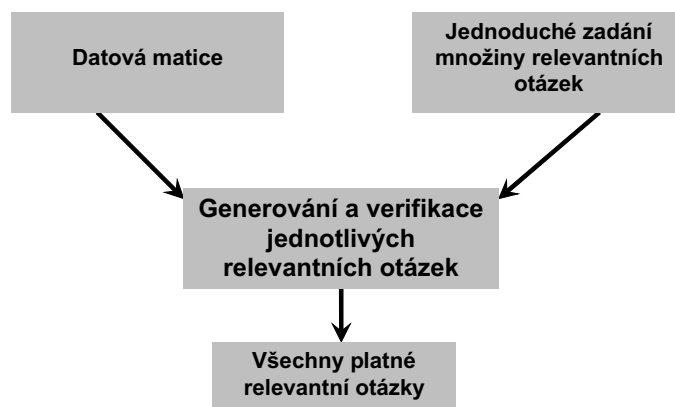 Datová matice
Jednoduché zadání
množiny relevantních
otázek
Generování a verifikace
jednotlivých
relevantních otázek
Všechny platné
relevantní otázky